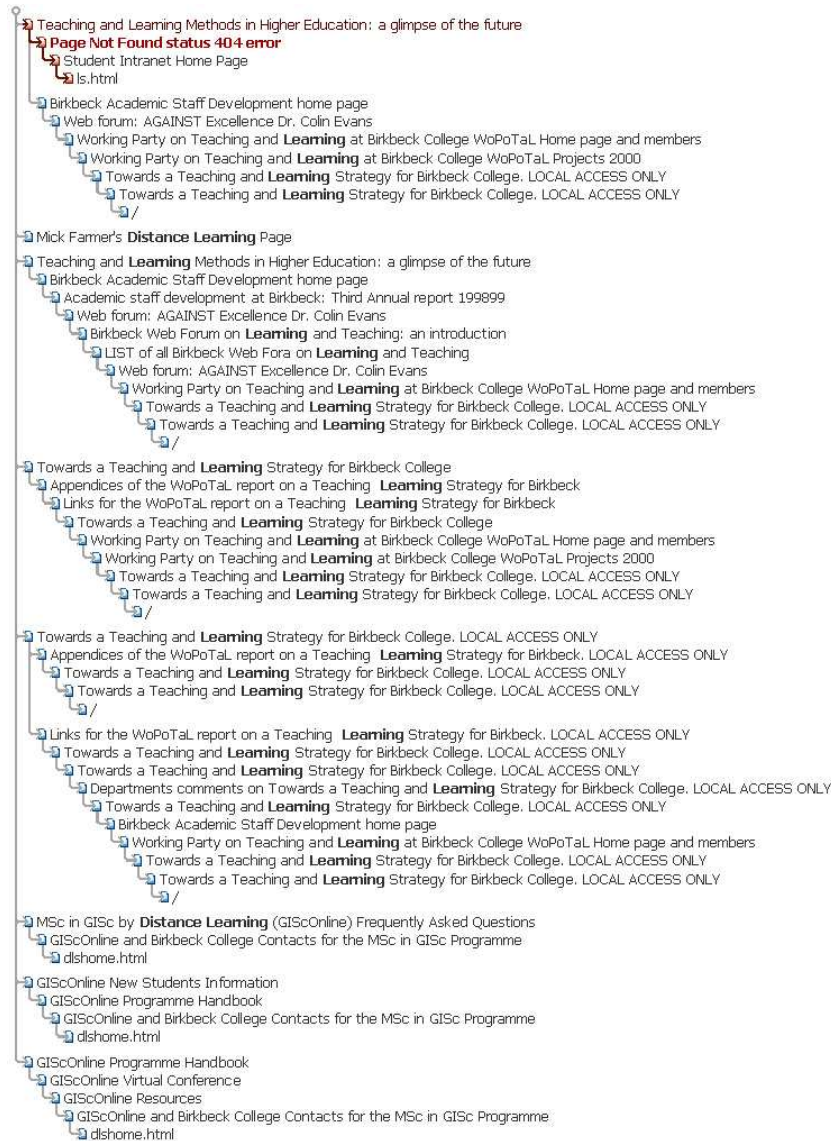 Teaching and Learning Methods in Higher Education: a glimpse of the future
Page Not Found status 404 error
Student Intranet Home Page
ls.html
Birkbeck Academic Staff Development home page
Web forum: AGAINST Excellence Dr. Colin Evans
Working Party on Teaching and Learning at Birkbeck College WoPoTaL Home page and members
Working Party on Teaching and Learning at Birkbeck College WoPoTaL Projects 2000
Towards a Teaching and Learning Strategy for Birkbeck College. LOCAL ACCESS ONLY
Towards a Teaching and Learning Strategy for Birkbeck College. LOCAL ACCESS ONLY
/
Mick Farmer's Distance Learning Page
Teaching and Learning Methods in Higher Education: a glimpse of the future
Birkbeck Academic Staff Development home page
Academic staff development at Birkbeck: Third Annual report 199899
Web forum: AGAINST Excellence Dr. Colin Evans
Birkbeck Web Forum on Learning and Teaching: an introduction
LIST of all Birkbeck Web Fora on Learning and Teaching
Web forum: AGAINST Excellence Dr. Colin Evans
Working Party on Teaching and Learning at Birkbeck College WoPoTaL Home page and members
Towards a Teaching and Learning Strategy for Birkbeck College. LOCAL ACCESS ONLY
Towards a Teaching and Learning Strategy for Birkbeck College. LOCAL ACCESS ONLY
/
Towards a Teaching and Learning Strategy for Birkbeck College
Appendices of the WoPoTaL report on a Teaching Learning Strategy for Birkbeck
Links for the WoPoTaL report on a Teaching Learning Strategy for Birkbeck
Towards a Teaching and Learning Strategy for Birkbeck College
Working Party on Teaching and Learning at Birkbeck College WoPoTaL Home page and members
Working Party on Teaching and Learning at Birkbeck College WoPoTaL Projects 2000
Towards a Teaching and Learning Strategy for Birkbeck College. LOCAL ACCESS ONLY
Towards a Teaching and Learning Strategy for Birkbeck College. LOCAL ACCESS ONLY
/
Towards a Teaching and Learning Strategy for Birkbeck College. LOCAL ACCESS ONLY
Appendices of the WoPoTaL report on a Teaching Learning Strategy for Birkbeck. LOCAL ACCESS ONLY
Towards a Teaching and Learning Strategy for Birkbeck College. LOCAL ACCESS ONLY
Towards a Teaching and Learning Strategy for Birkbeck College. LOCAL ACCESS ONLY
/
Links for the WoPoTaL report on a Teaching Learning Strategy for Birkbeck. LOCAL ACCESS ONLY
Towards a Teaching and Learning Strategy for Birkbeck College. LOCAL ACCESS ONLY
Towards a Teaching and Learning Strategy for Birkbeck College. LOCAL ACCESS ONLY
Departments comments on Towards a Teaching and Learning Strategy for Birkbeck College. LOCAL ACCESS ONLY
Towards a Teaching and Learning Strategy for Birkbeck College. LOCAL ACCESS ONLY
Birkbeck Academic Staff Development home page
Working Party on Teaching and Learning at Birkbeck College WoPoTaL Home page and members
Towards a Teaching and Learning Strategy for Birkbeck College. LOCAL ACCESS ONLY
Towards a Teaching and Learning Strategy for Birkbeck College. LOCAL ACCESS ONLY
/
MSc in GISc by Distance Learning (GIScOnline) Frequently Asked Questions
GIScOnline and Birkbeck College Contacts for the MSc in GISc Programme
dlshome.html
GIScOnline New Students Information
GIScOnline Programme Handbook
GIScOnline and Birkbeck College Contacts for the MSc in GISc Programme
dlshome.html
GIScOnline Programme Handbook
GIScOnline Virtual Conference
GIScOnline Resources
GIScOnline and Birkbeck College Contacts for the MSc in GISc Programme
dlshome.html